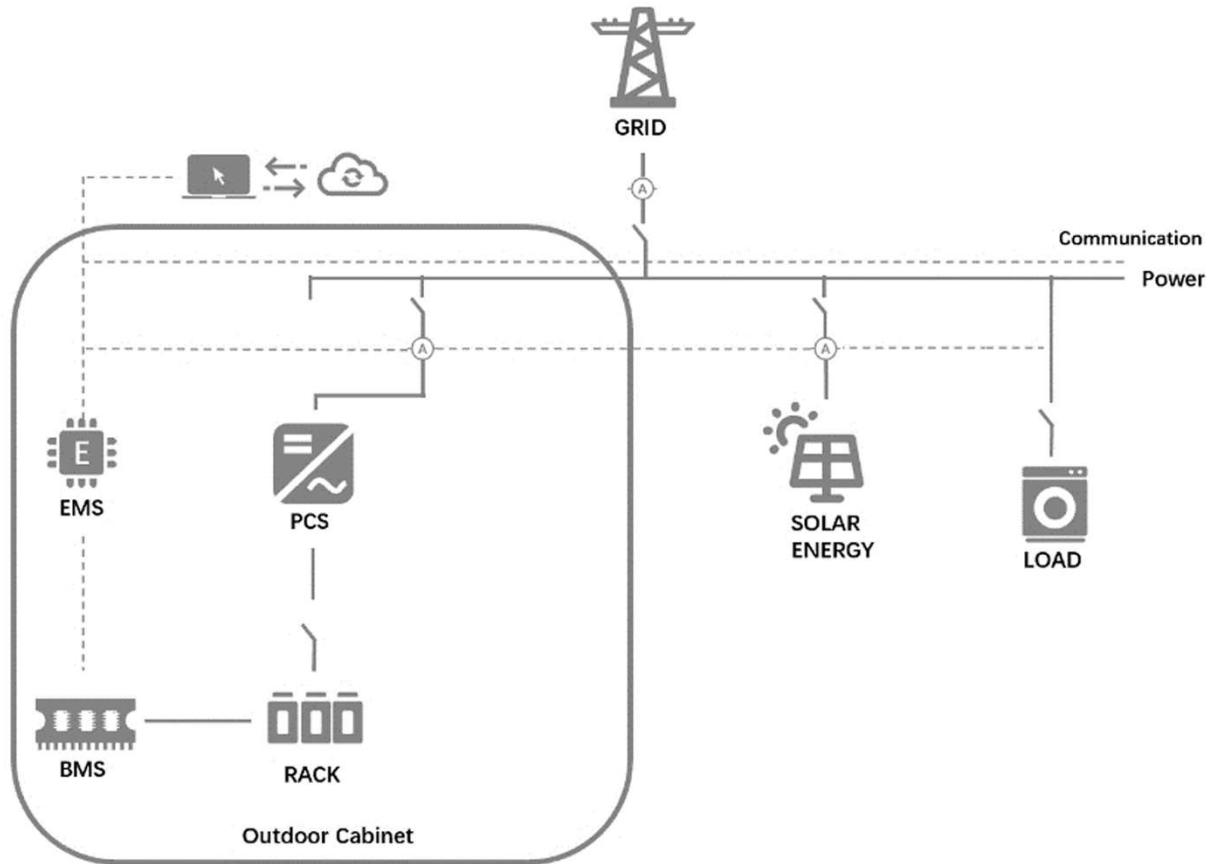 GRID
A
Communication
Power
A
A
E
EMS
PCS
SOLAR
ENERGY
LOAD
BMS
RACK
Outdoor Cabinet